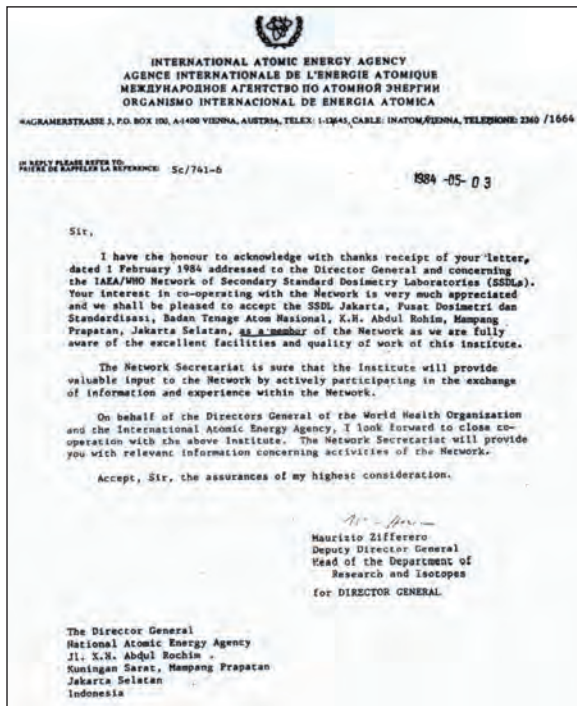 INTERNATIONAL ATOMIC ENERGY AGENCY
AGENCE INTERNATIONALE DE L'ENERGIE ATOMIQUE
МЕЖДУНАРОДНОЕ АГЕНТСТВО ПО АТОМНОЙ ЭНЕРГИИ
ORGANISMO INTERNACIONAL DE ENERGIA ATOMICA
WAGRAMERSTRASSE 5, P.O. BOX 100, A-1400 VIENNA, AUSTRIA, TELEX: 1-12645, CABLE: INATOM VIENNA, TELEPHONE: 2360 /1664
IN REPLY PLEASE REFER TO:
PRIERE DE RAPPELER LA REFERENCE: Sc/741-6
1984 -05- 03
Sir,
I have the honour to acknowledge with thanks receipt of your letter,
dated 1 February 1984 addressed to the Director General and concerning
the IAEA/WHO Network of Secondary Standard Dosimetry Laboratories (SSDLs).
Your interest in co-operating with the Network is very much appreciated
and we shall be pleased to accept the SSDL Jakarta, Pusat Dosimetri dan
Standardisasi, Badan Tenage Atom Nasional, K.H. Abdul Rohim, Mampang
Prapatan, Jakarta Selatan, as a member of the Network as we are fully
aware of the excellent facilities and quality of work of this institute.
The Network Secretariat is sure that the Institute will provide
valuable input to the Network by actively participating in the exchange
of information and experience within the Network.
On behalf of the Directors General of the World Health Organization
and the International Atomic Energy Agency, I look forward to close co-
operation with the above Institute. The Network Secretariat will provide
you with relevant information concerning activities of the Network.
Accept, Sir, the assurances of my highest consideration.
Maurizio Zifferero
Deputy Director General
Head of the Department of
Research and Isotopes
for DIRECTOR GENERAL
The Director General
National Atomic Energy Agency
Jl. K.H. Abdul Rochim
Kuningan Barat, Mampang Prapatan
Jakarta Selatan
Indonesia